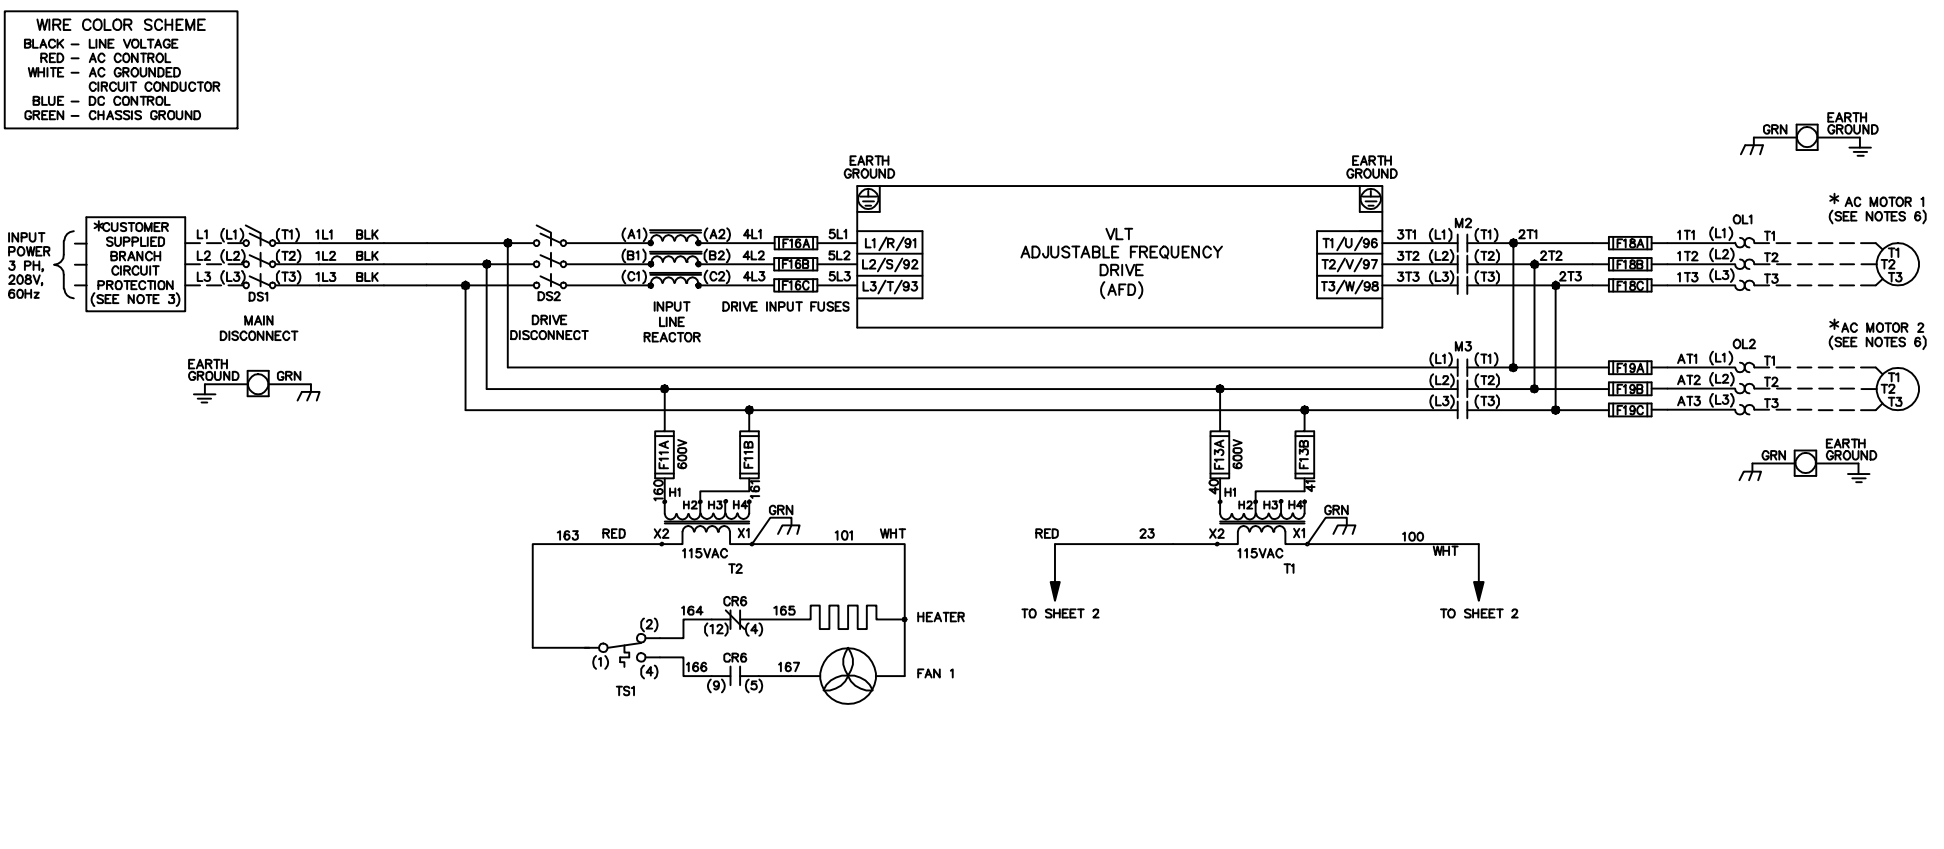 WIRE COLOR SCHEME
BLACK – LINE VOLTAGE
RED – AC CONTROL
WHITE – AC GROUNDED
CIRCUIT CONDUCTOR
BLUE – DC CONTROL
GREEN – CHASSIS GROUND
GRN
EARTH
GROUND
EARTH
GROUND
EARTH
GROUND
* AC MOTOR 1
(SEE NOTES 6)
INPUT
POWER
3 PH,
208V,
60Hz
*CUSTOMER
SUPPLIED
BRANCH
CIRCUIT
PROTECTION
(SEE NOTE 3)
L1 (L1) (T1) 1L1 BLK
L2 (L2) (T2) 1L2 BLK
L3 (L3) (T3) 1L3 BLK
DS1
MAIN
DISCONNECT
DS2
DRIVE
DISCONNECT
(A1) (A2) 4L1 F16A 5L1 L1/R/91
(B1) (B2) 4L2 F16B 5L2 L2/S/92
(C1) (C2) 4L3 F16C 5L3 L3/T/93
INPUT
LINE
REACTOR
DRIVE INPUT FUSES
VLT
ADJUSTABLE FREQUENCY
DRIVE
(AFD)
M2
OL1
T1/U/96 3T1 (L1) (T1) 2T1 F18A 1T1 (L1) T1
T2/V/97 3T2 (L2) (T2) 2T2 F18B 1T2 (L2) T2
T3/W/98 3T3 (L3) (T3) 2T3 F18C 1T3 (L3) T3
T1
T2
T3
* AC MOTOR 2
(SEE NOTES 6)
M3
OL2
(L1) (T1) F19A AT1 (L1) T1
(L2) (T2) F19B AT2 (L2) T2
(L3) (T3) F19C AT3 (L3) T3
T1
T2
T3
EARTH
GROUND
GRN
GRN
EARTH
GROUND
F11A
600V
F11B
160
161
H1
H2 H3 H4
GRN
163 RED X2 X1 101 WHT
115VAC
T2
F13A
600V
F13B
40
41
H1
H2 H3 H4
GRN
RED 23 X2 X1 100
WHT
115VAC
T1
TO SHEET 2
TO SHEET 2
164 CR6 165
(12) (4)
HEATER
(2)
(1)
(4)
TS1
166 CR6 167
(9) (5)
FAN 1